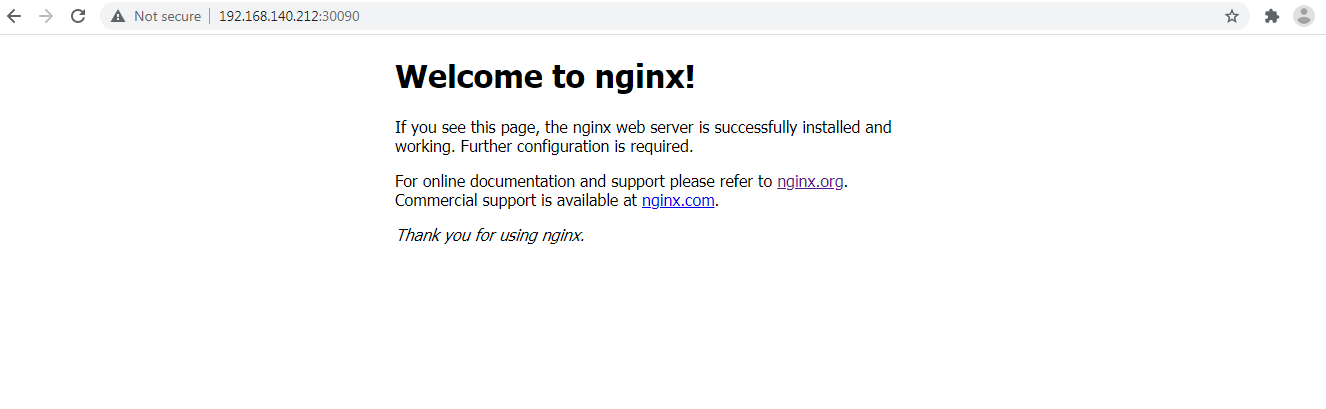 Not secure | 192.168.140.212:30090
Welcome to nginx!
If you see this page, the nginx web server is successfully installed and
working. Further configuration is required.
For online documentation and support please refer to nginx.org.
Commercial support is available at nginx.com.
Thank you for using nginx.